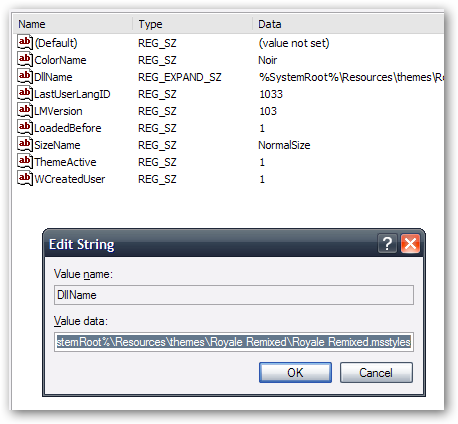 Name Type Data
ab (Default) REG_SZ (value not set)
ab ColorName REG_SZ Noir
ab DllName REG_EXPAND_SZ %SystemRoot%\Resources\themes\Ro
ab LastUserLangID REG_SZ 1033
ab LMVersion REG_SZ 103
ab LoadedBefore REG_SZ 1
ab SizeName REG_SZ NormalSize
ab ThemeActive REG_SZ 1
ab WCreatedUser REG_SZ 1
Edit String ?
Value name:
DllName
Value data:
stemRoot%\Resources\themes\Royale Remixed\Royale Remixed.msstyles
OK Cancel